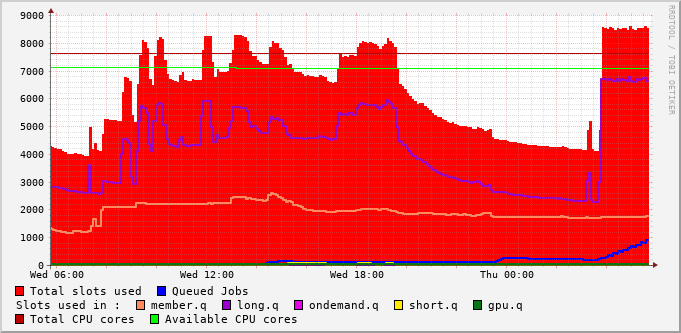 RRDTOOL / TOBI OETIKER
9000
8000
7000
6000
5000
4000
3000
2000
1000
0
Wed 06:00 Wed 12:00 Wed 18:00 Thu 00:00
Total slots used Queued Jobs
Slots used in : member.q long.q ondemand.q short.q gpu.q
Total CPU cores Available CPU cores